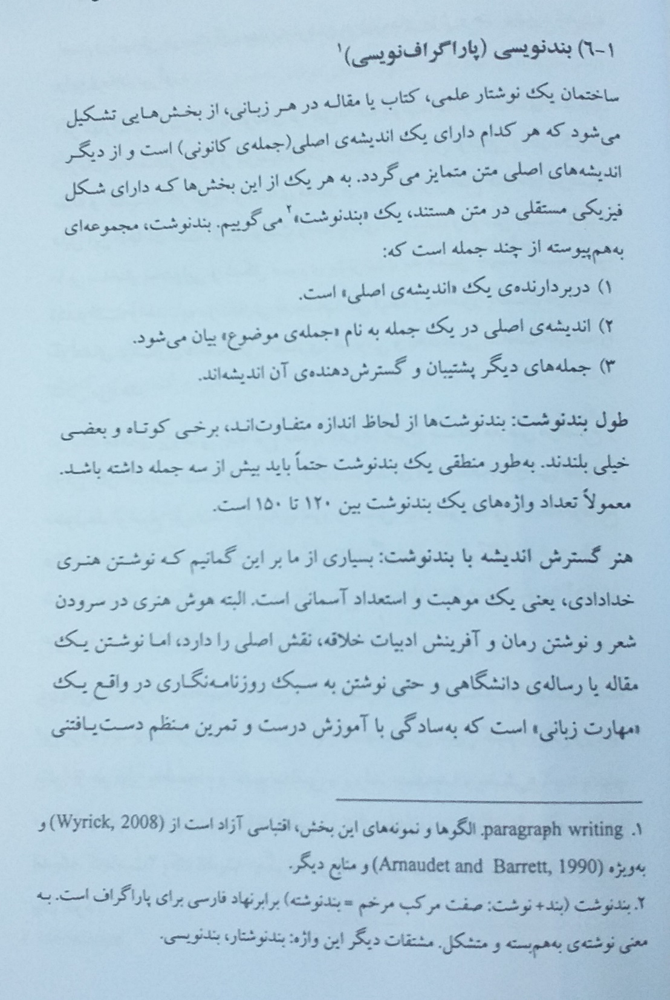 ۱-۶) بندنویسی (پاراگراف‌نویسی)۱
ساختمان یک نوشتار علمی، کتاب یا مقاله در هر زبانی، از بخش‌هایی تشکیل
می‌شود که هر کدام دارای یک اندیشه‌ی اصلی(جمله‌ی کانونی) است و از دیگر
اندیشه‌های اصلی متن متمایز می‌گردد. به هر یک از این بخش‌ها که دارای شکل
فیزیکی مستقلی در متن هستند، یک «بندنوشت»۲ می‌گوییم. بندنوشت، مجموعه‌ای
به‌هم‌پیوسته از چند جمله است که:
۱) دربردارنده‌ی یک «اندیشه‌ی اصلی» است.
۲) اندیشه‌ی اصلی در یک جمله به نام «جمله‌ی موضوع» بیان می‌شود.
۳) جمله‌های دیگر پشتیبان و گسترش‌دهنده‌ی آن اندیشه‌اند.
طول بندنوشت: بندنوشت‌ها از لحاظ اندازه متفاوت‌اند، برخی کوتاه و بعضی
خیلی بلندند. به‌طور منطقی یک بندنوشت حتماً باید بیش از سه جمله داشته باشد.
معمولاً تعداد واژه‌های یک بندنوشت بین ۱۲۰ تا ۱۵۰ است.
هنر گسترش اندیشه با بندنوشت: بسیاری از ما بر این گمانیم که نوشتن هنری
خدادادی، یعنی یک موهبت و استعداد آسمانی است. البته هوش هنری در سرودن
شعر و نوشتن رمان و آفرینش ادبیات خلاقه، نقش اصلی را دارد، اما نوشتن یک
مقاله یا رساله‌ی دانشگاهی و حتی نوشتن به سبک روزنامه‌نگاری در واقع یک
«مهارت زبانی» است که به‌سادگی با آموزش درست و تمرین منظم دست‌یافتنی
۱. paragraph writing. الگوها و نمونه‌های این بخش، اقتباسی آزاد است از (Wyrick, 2008) و
به‌ویژه (Arnaudet and Barrett, 1990) و منابع دیگر.
۲. بندنوشت (بند+ نوشت: صفت مرکب مرخم =بندنوشته) برابرنهاد فارسی برای پاراگراف است. به
معنی نوشته‌ی به‌هم‌بسته و متشکل. مشتقات دیگر این واژه: بندنوشتار، بندنویسی.